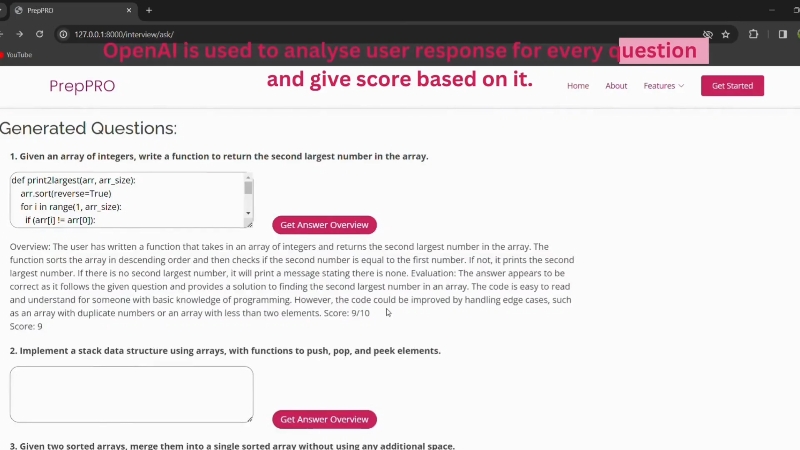 PrepPRO
127.0.0.1:8000/interview/ask/
YouTube
OpenAI is used to analyse user response for every question
and give score based on it.
PrepPRO
Home
About
Features
Get Started
Generated Questions:
1. Given an array of integers, write a function to return the second largest number in the array.
def print2largest(arr, arr_size):
arr.sort(reverse=True)
for i in range(1, arr_size):
if (arr[i] != arr[0]):
Get Answer Overview
Overview: The user has written a function that takes in an array of integers and returns the second largest number in the array. The
function sorts the array in descending order and then checks if the second number is equal to the first number. If not, it prints the second
largest number. If there is no second largest number, it will print a message stating there is none. Evaluation: The answer appears to be
correct as it follows the given question and provides a solution to finding the second largest number in an array. The code is easy to read
and understand for someone with basic knowledge of programming. However, the code could be improved by handling edge cases, such
as an array with duplicate numbers or an array with less than two elements. Score: 9/10
Score: 9
2. Implement a stack data structure using arrays, with functions to push, pop, and peek elements.
Get Answer Overview
3. Given two sorted arrays, merge them into a single sorted array without using any additional space.